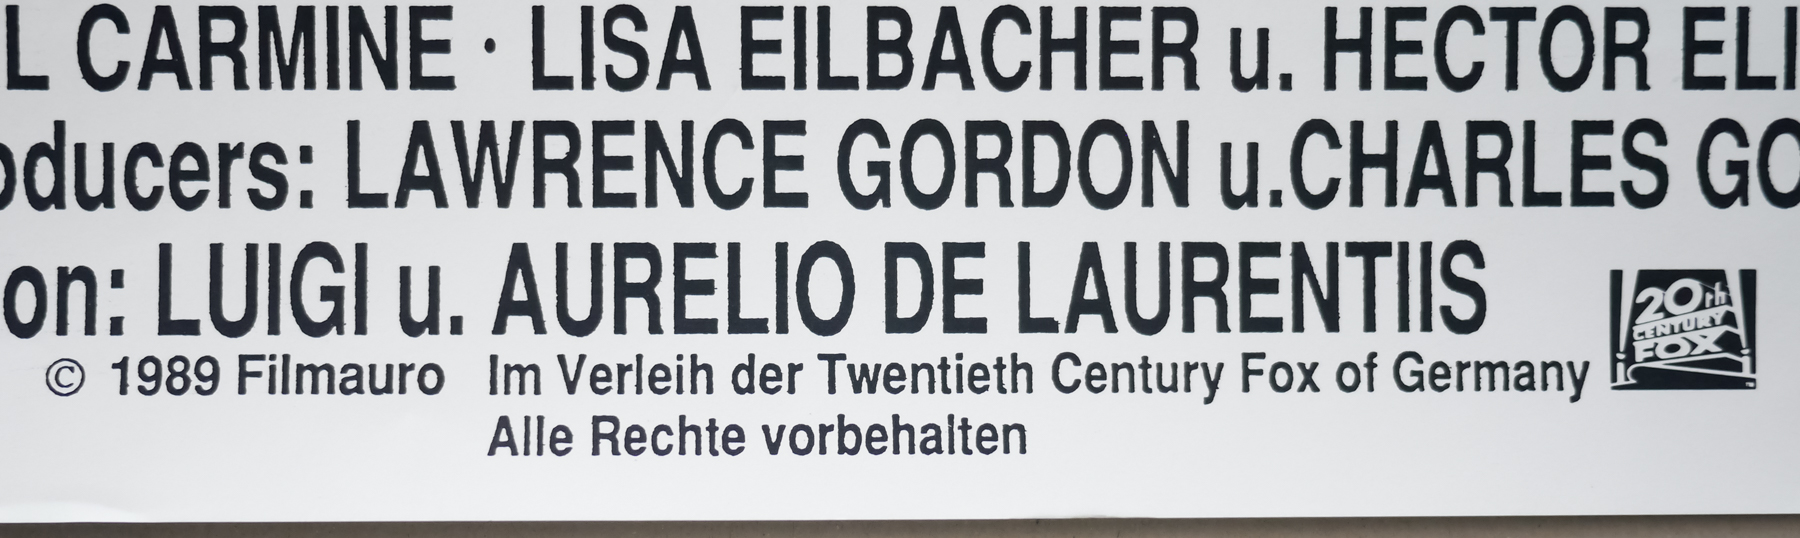 L CARMINE · LISA EILBACHER u. HECTOR ELI
oducers: LAWRENCE GORDON u.CHARLES GO
on: LUIGI u. AURELIO DE LAURENTIIS
© 1989 Filmauro Im Verleih der Twentieth Century Fox of Germany
Alle Rechte vorbehalten
20th
CENTURY
FOX